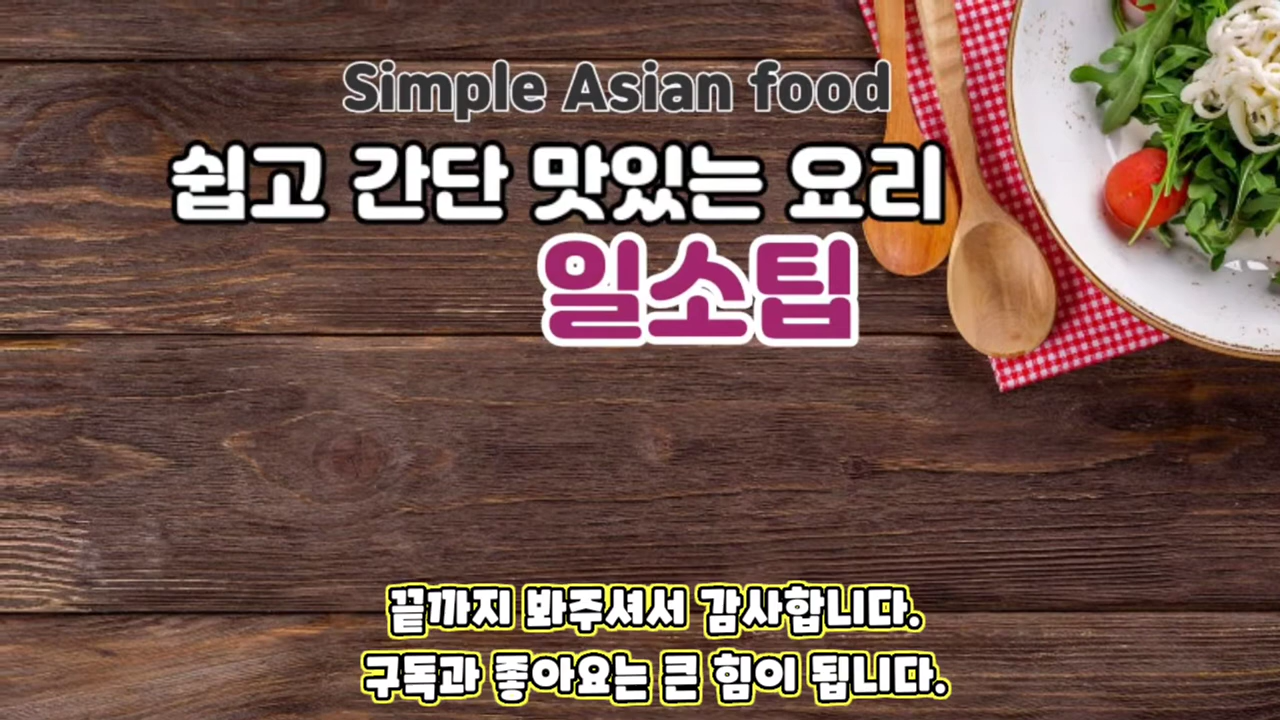 Simple Asian food
쉽고 간단 맛있는 요리
일소팁
끝까지 봐주셔서 감사합니다.
구독과 좋아요는 큰 힘이 됩니다.